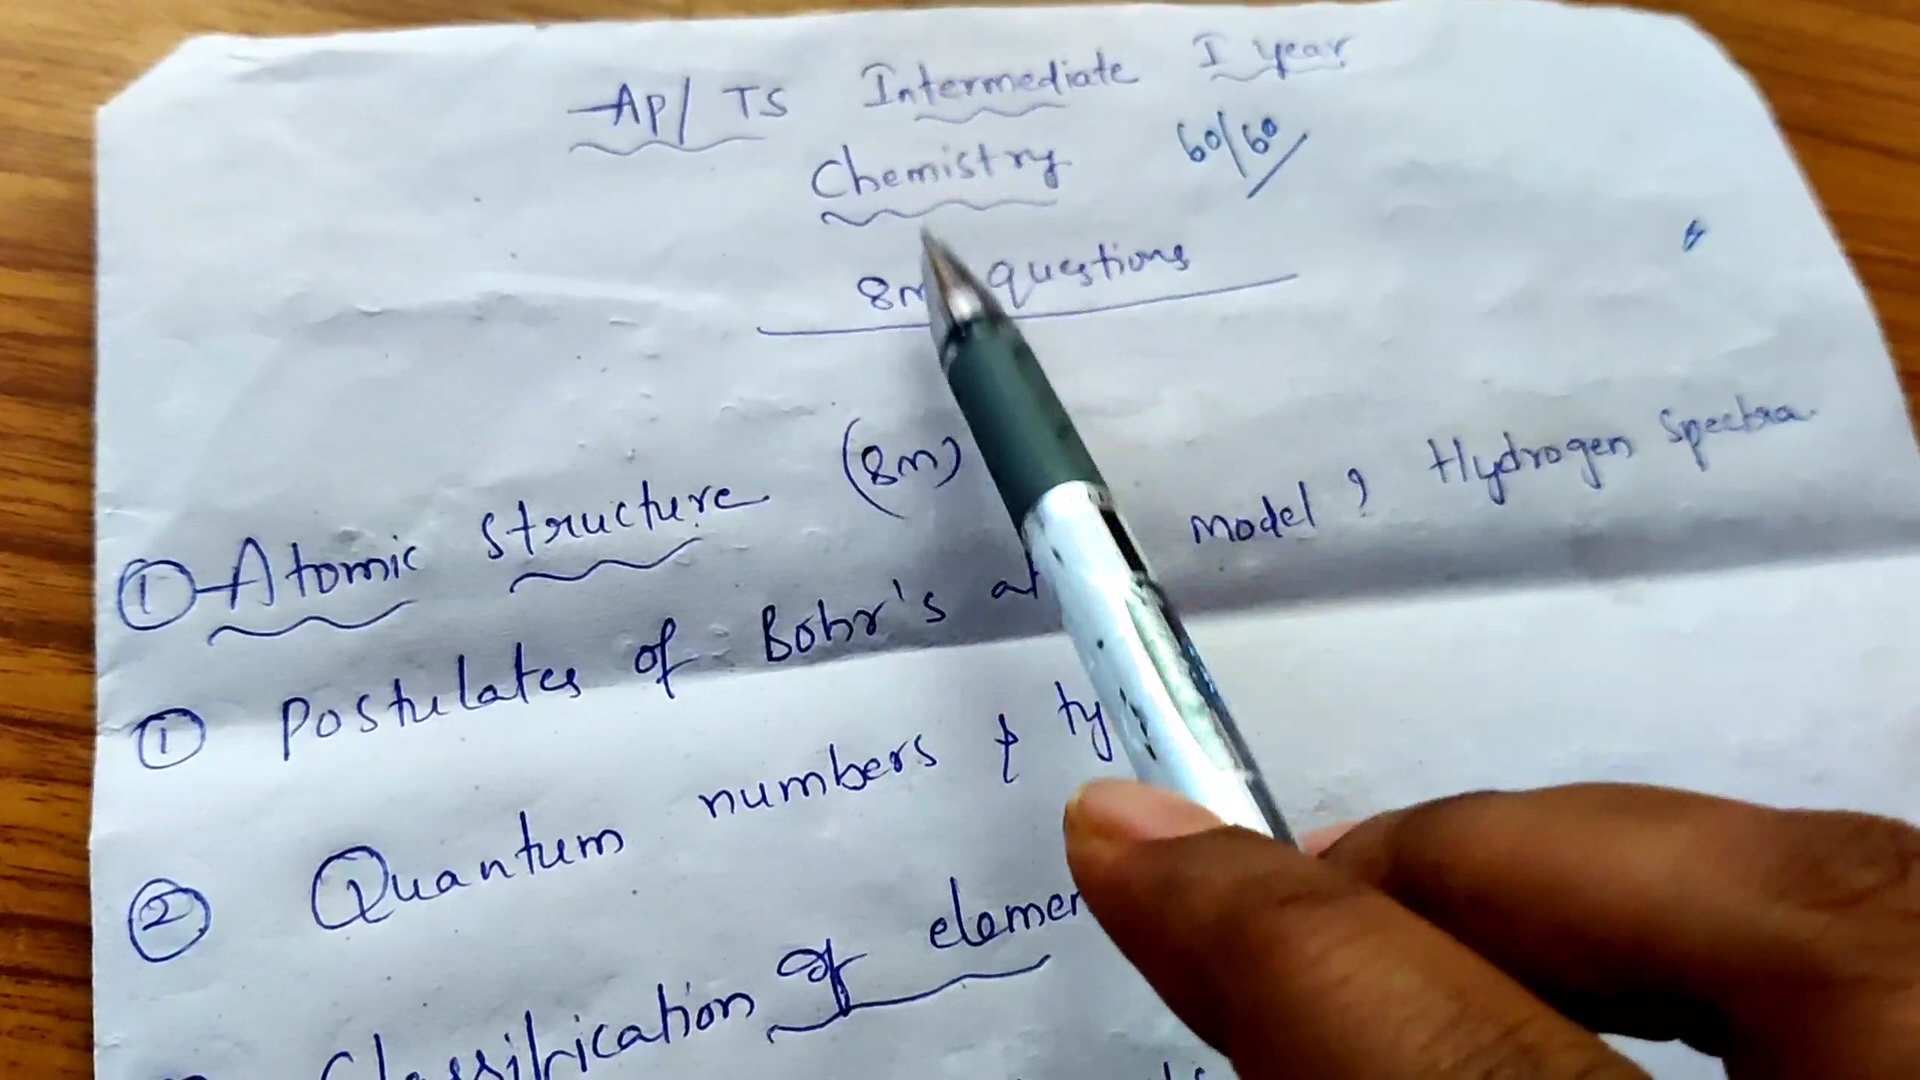 AP/TS Intermediate I year
Chemistry 60/60
questions
① Atomic structure (8m)
① Postulates of Bohr's model, Hydrogen Spectra
② Quantum numbers &
Classification of